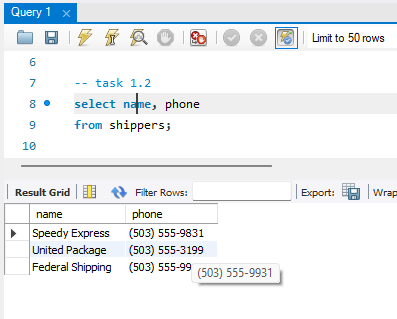 Query 1
Limit to 50 rows
6
7 -- task 1.2
8 select name, phone
9 from shippers;
10
Result Grid Filter Rows: Export: Wrap
name phone
Speedy Express (503) 555-9831
United Package (503) 555-3199
Federal Shipping (503) 555-99
(503) 555-9931